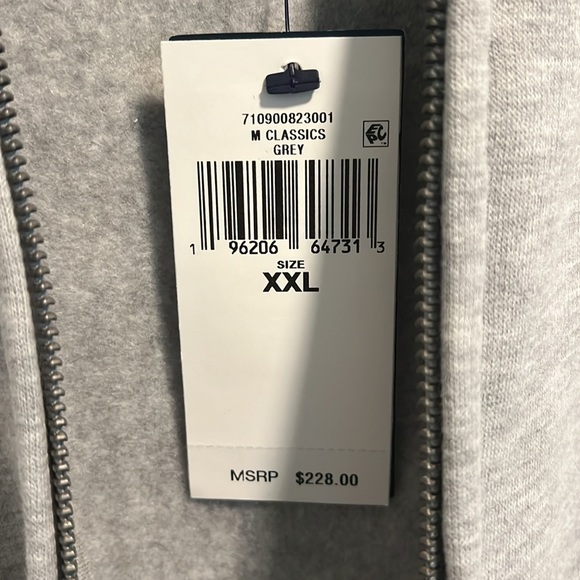 710900823001
M CLASSICS
GREY
1 96206 64731 3
SIZE
XXL
MSRP $228.00